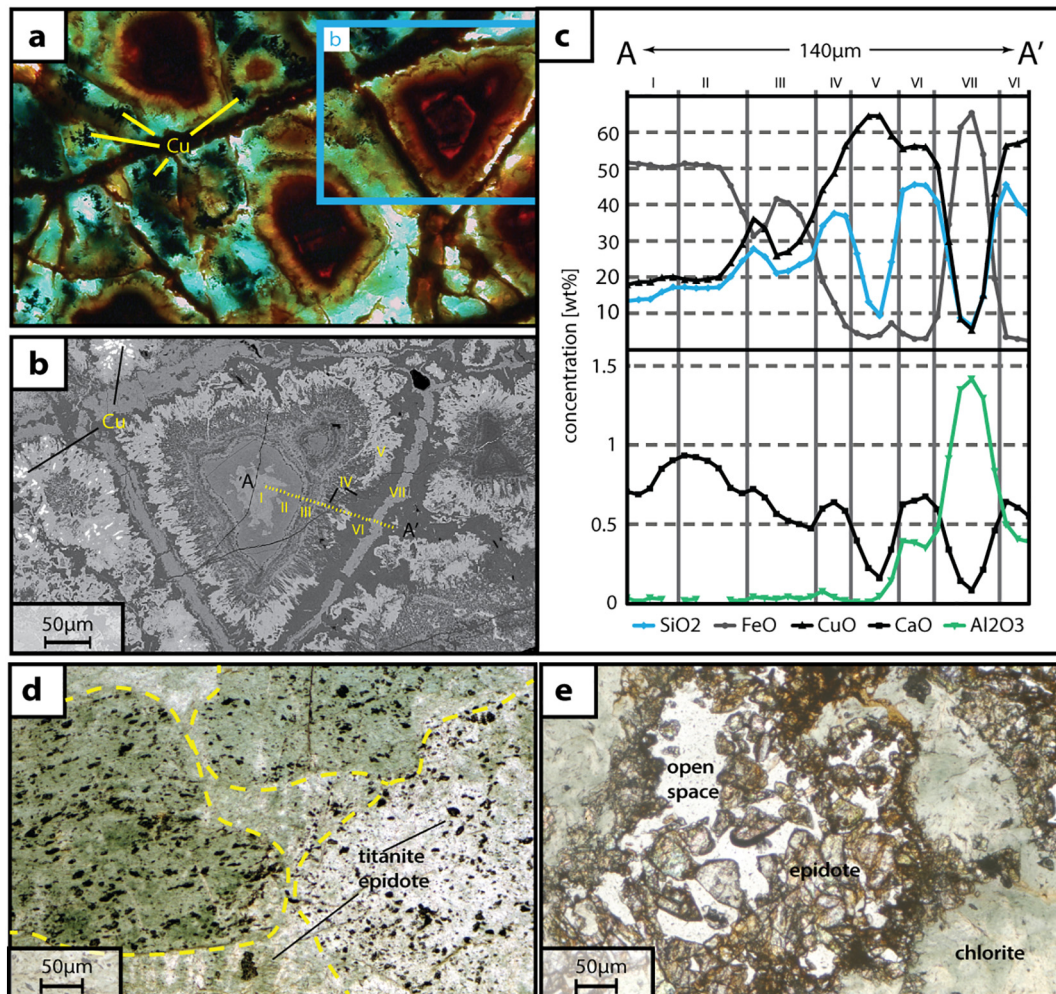 a
Cu
b
b
Cu
A
I
II
III
IV
V
VI
VII
A'
50μm
c
A 140μm A'
I II III IV V VI VII VI
60
50
40
30
20
10
concentration [wt%]
1.5
1
0.5
0
SiO2 FeO CuO CaO Al2O3
d
titanite
epidote
50μm
e
open
space
epidote
chlorite
50μm